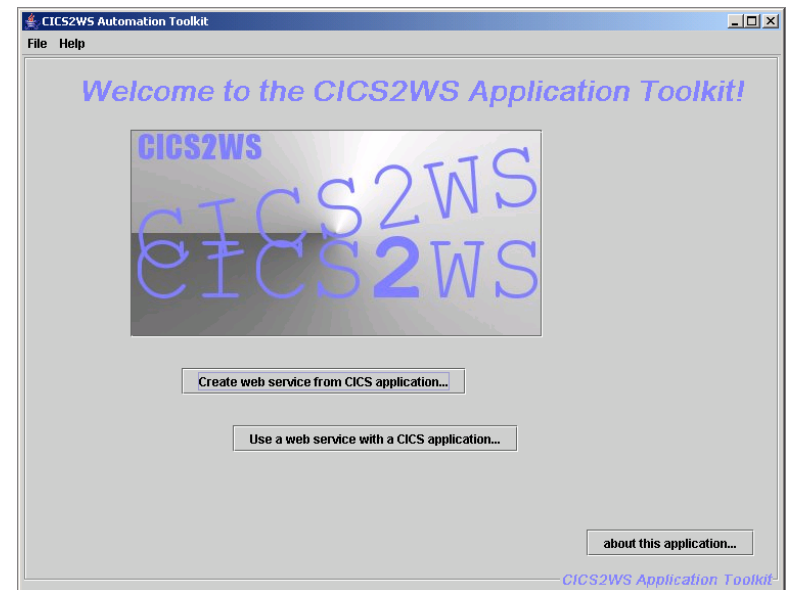 CICS2WS Automation Toolkit
File Help
Welcome to the CICS2WS Application Toolkit!
CICS2WS
CICS2WS
CICS2WS
Create web service from CICS application...
Use a web service with a CICS application...
about this application...
CICS2WS Application Toolkit